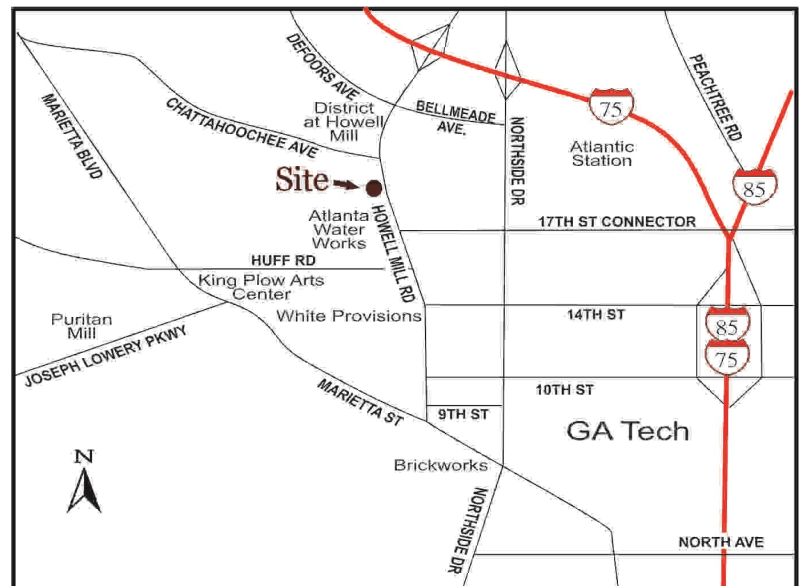 DEFOORS AVE.
District
at Howell
Mill
BELLMEADE
AVE.
CHATTAHOOCHEE AVE
MARIETTA BLVD
NORTHSIDE DR
75
PEACHTREE RD
85
Atlantic
Station
Site
Atlanta
Water
Works
HOWELL MILL RD
17TH ST CONNECTOR
HUFF RD
King Plow Arts
Center
White Provisions
14TH ST
85
75
Puritan
Mill
JOSEPH LOWERY PKWY
MARIETTA ST
10TH ST
9TH ST
GA Tech
Brickworks
N
NORTHSIDE DR
NORTH AVE